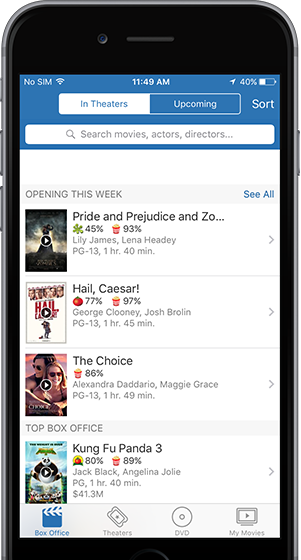 No SIM 11:49 AM 40%
In Theaters Upcoming Sort
Search movies, actors, directors...
OPENING THIS WEEK See All
Pride and Prejudice and Zo...
45% 93%
Lily James, Lena Headey
PG-13, 1 hr. 40 min.
Hail, Caesar!
77% 97%
George Clooney, Josh Brolin
PG-13, 1 hr. 45 min.
The Choice
86%
Alexandra Daddario, Maggie Grace
PG-13, 1 hr. 49 min.
TOP BOX OFFICE
Kung Fu Panda 3
80% 89%
Jack Black, Angelina Jolie
PG, 1 hr. 40 min.
$41.3M
Box Office Theaters DVD My Movies